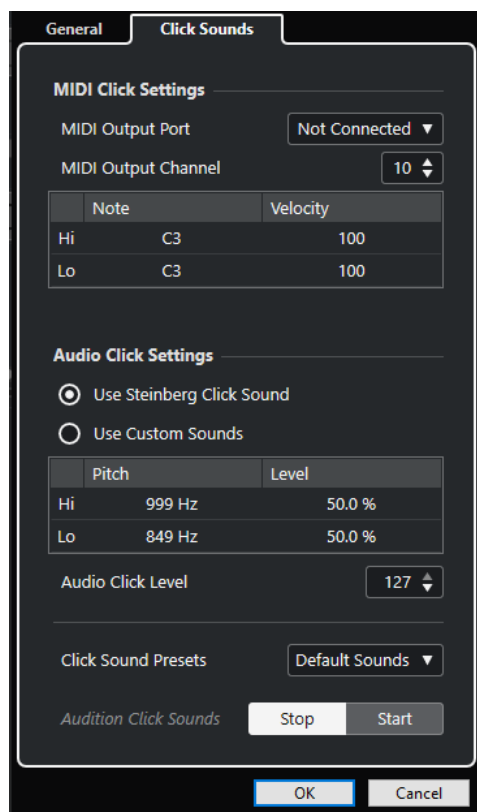 General Click Sounds
MIDI Click Settings
MIDI Output Port Not Connected
MIDI Output Channel 10
Note Velocity
Hi C3 100
Lo C3 100
Audio Click Settings
Use Steinberg Click Sound
Use Custom Sounds
Pitch Level
Hi 999 Hz 50.0 %
Lo 849 Hz 50.0 %
Audio Click Level 127
Click Sound Presets Default Sounds
Audition Click Sounds Stop Start
OK Cancel